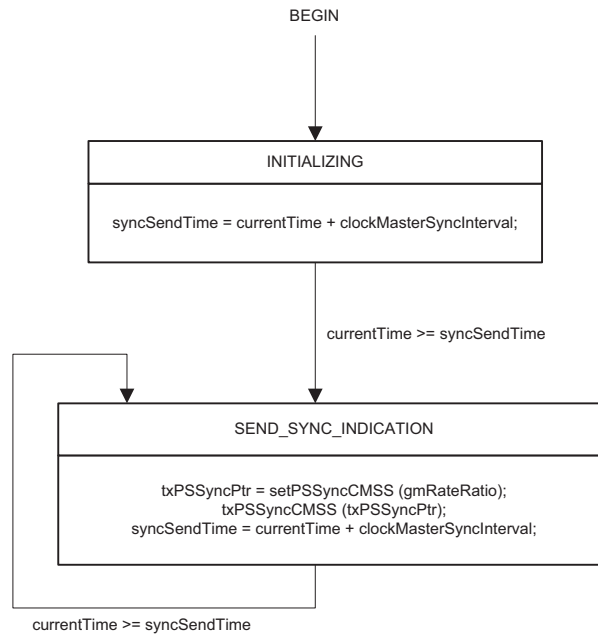 BEGIN
INITIALIZING
syncSendTime = currentTime + clockMasterSyncInterval;
currentTime >= syncSendTime
SEND_SYNC_INDICATION
txPSSyncPtr = setPSSyncCMSS (gmRateRatio);
txPSSyncCMSS (txPSSyncPtr);
syncSendTime = currentTime + clockMasterSyncInterval;
currentTime >= syncSendTime